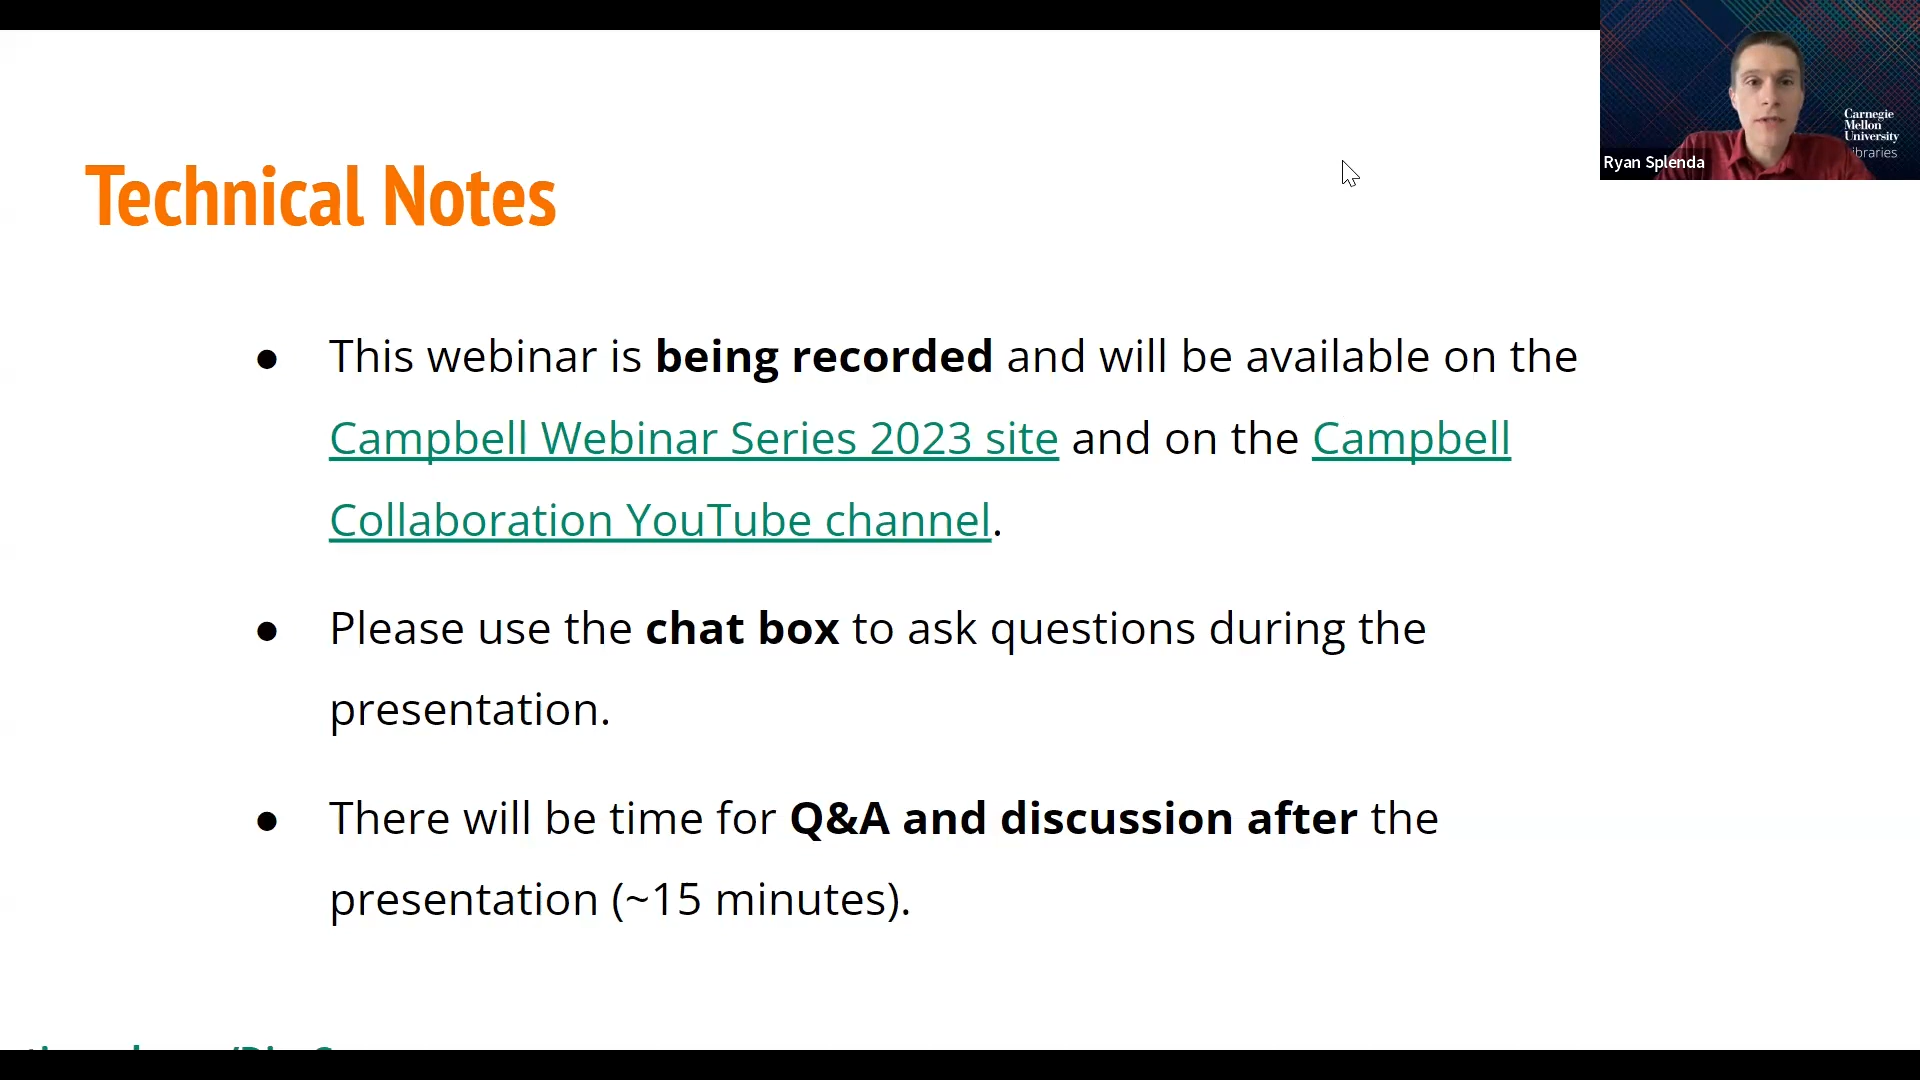 Technical Notes
● This webinar is being recorded and will be available on the
Campbell Webinar Series 2023 site and on the Campbell
Collaboration YouTube channel.
● Please use the chat box to ask questions during the
presentation.
● There will be time for Q&A and discussion after the
presentation (~15 minutes).
Carnegie
Mellon
University
Ryan Splenda